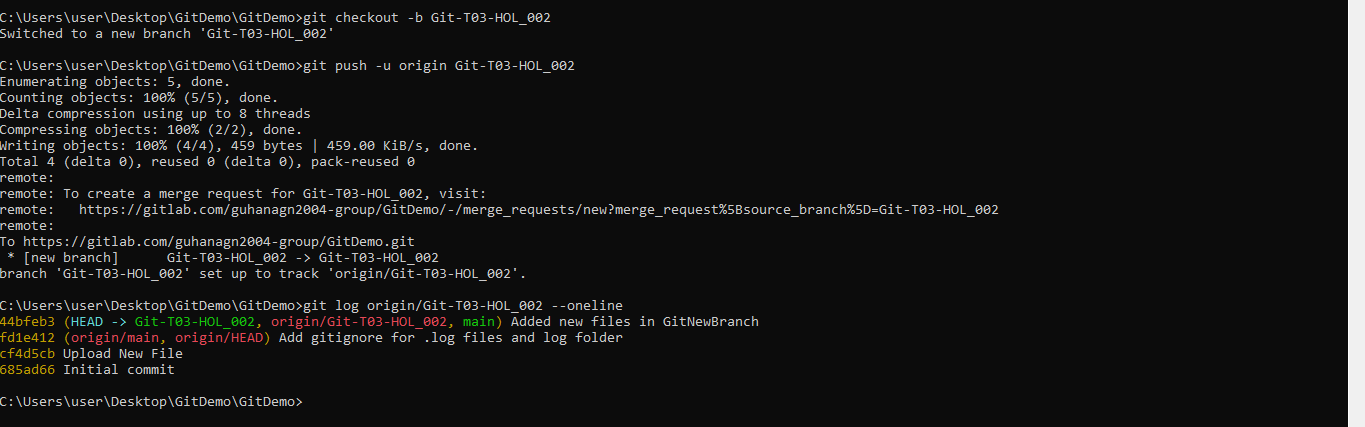 C:\Users\user\Desktop\GitDemo\GitDemo>git checkout -b Git-T03-HOL_002
Switched to a new branch 'Git-T03-HOL_002'
C:\Users\user\Desktop\GitDemo\GitDemo>git push -u origin Git-T03-HOL_002
Enumerating objects: 5, done.
Counting objects: 100% (5/5), done.
Delta compression using up to 8 threads
Compressing objects: 100% (2/2), done.
Writing objects: 100% (4/4), 459 bytes | 459.00 KiB/s, done.
Total 4 (delta 0), reused 0 (delta 0), pack-reused 0
remote:
remote: To create a merge request for Git-T03-HOL_002, visit:
remote:   https://gitlab.com/guhanagn2004-group/GitDemo/-/merge_requests/new?merge_request%5Bsource_branch%5D=Git-T03-HOL_002
remote:
To https://gitlab.com/guhanagn2004-group/GitDemo.git
 * [new branch]      Git-T03-HOL_002 -> Git-T03-HOL_002
branch 'Git-T03-HOL_002' set up to track 'origin/Git-T03-HOL_002'.
C:\Users\user\Desktop\GitDemo\GitDemo>git log origin/Git-T03-HOL_002 --oneline
44bfeb3 (HEAD -> Git-T03-HOL_002, origin/Git-T03-HOL_002, main) Added new files in GitNewBranch
fd1e412 (origin/main, origin/HEAD) Add gitignore for .log files and log folder
cf4d5cb Upload New File
685ad66 Initial commit
C:\Users\user\Desktop\GitDemo\GitDemo>